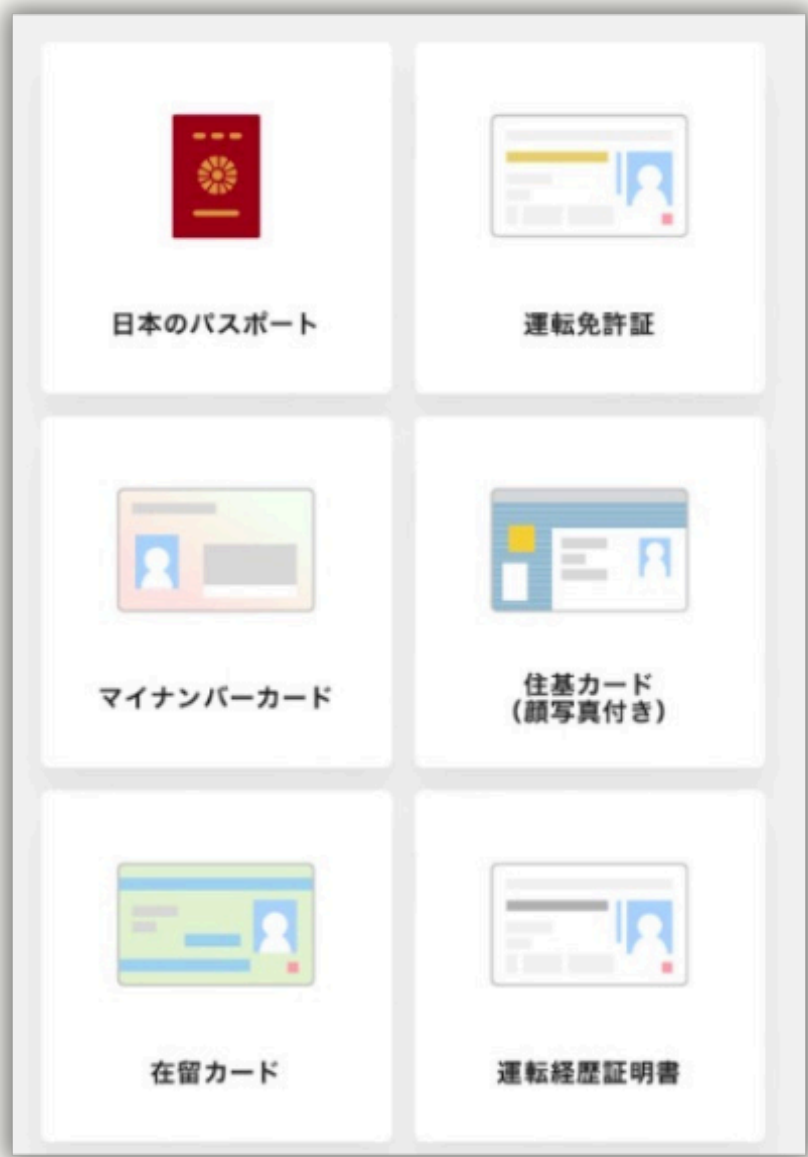 日本のパスポート
運転免許証
マイナンバーカード
住基カード
（顔写真付き）
在留カード
運転経歴証明書